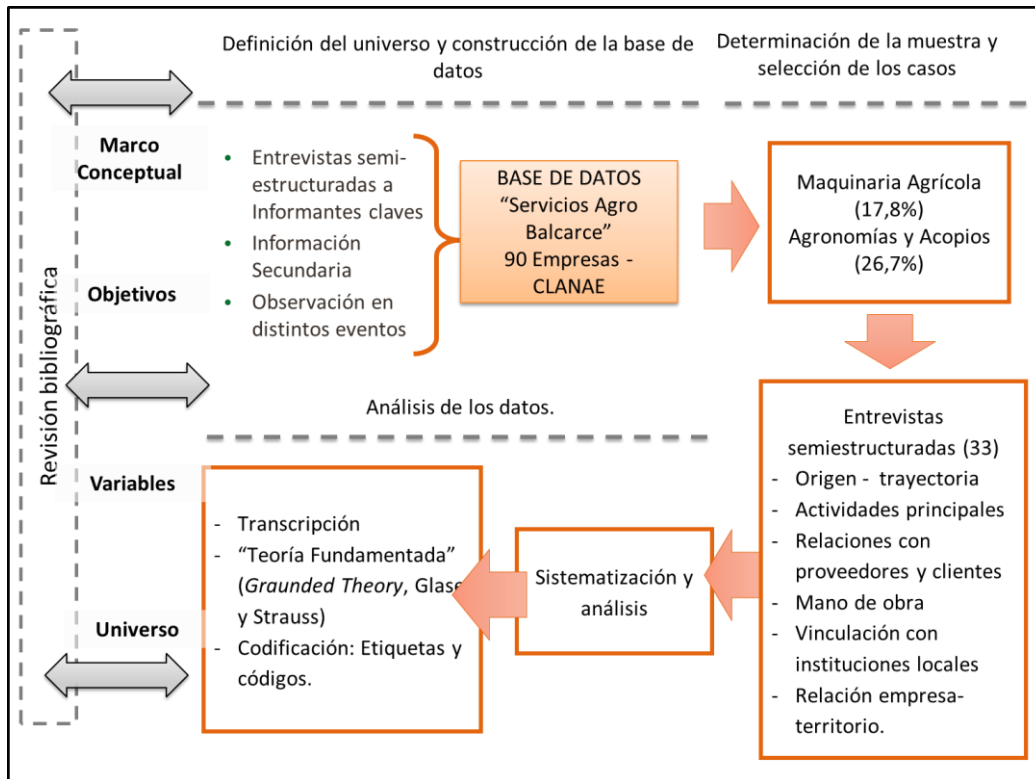 Revisión bibliográfica
Marco
Conceptual
Objetivos
Variables
Universo
Definición del universo y construcción de la base de
datos
• Entrevistas semi-
estructuradas a
Informantes claves
• Información
Secundaria
• Observación en
distintos eventos
BASE DE DATOS
“Servicios Agro
Balcarce”
90 Empresas -
CLANAE
Determinación de la muestra y
selección de los casos
Maquinaria Agrícola
(17,8%)
Agronomías y Acopios
(26,7%)
Entrevistas
semiestructuradas (33)
- Origen - trayectoria
- Actividades principales
- Relaciones con
proveedores y clientes
- Mano de obra
- Vinculación con
instituciones locales
- Relación empresa-
territorio.
Análisis de los datos.
Sistematización y
análisis
- Transcripción
- “Teoría Fundamentada”
(Graunded Theory, Glase
y Strauss)
- Codificación: Etiquetas y
códigos.